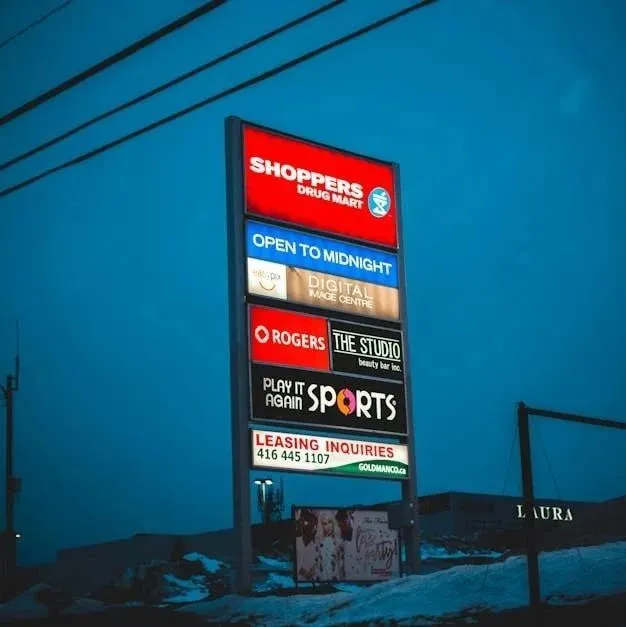 SHOPPERS
DRUG MART
OPEN TO MIDNIGHT
easypix
DIGITAL
IMAGE CENTRE
ROGERS
THE STUDIO
beauty bar inc.
PLAY IT
AGAIN SPORTS
LEASING INQUIRIES
416 445 1107
GOLDMANCO.ca
LAURA